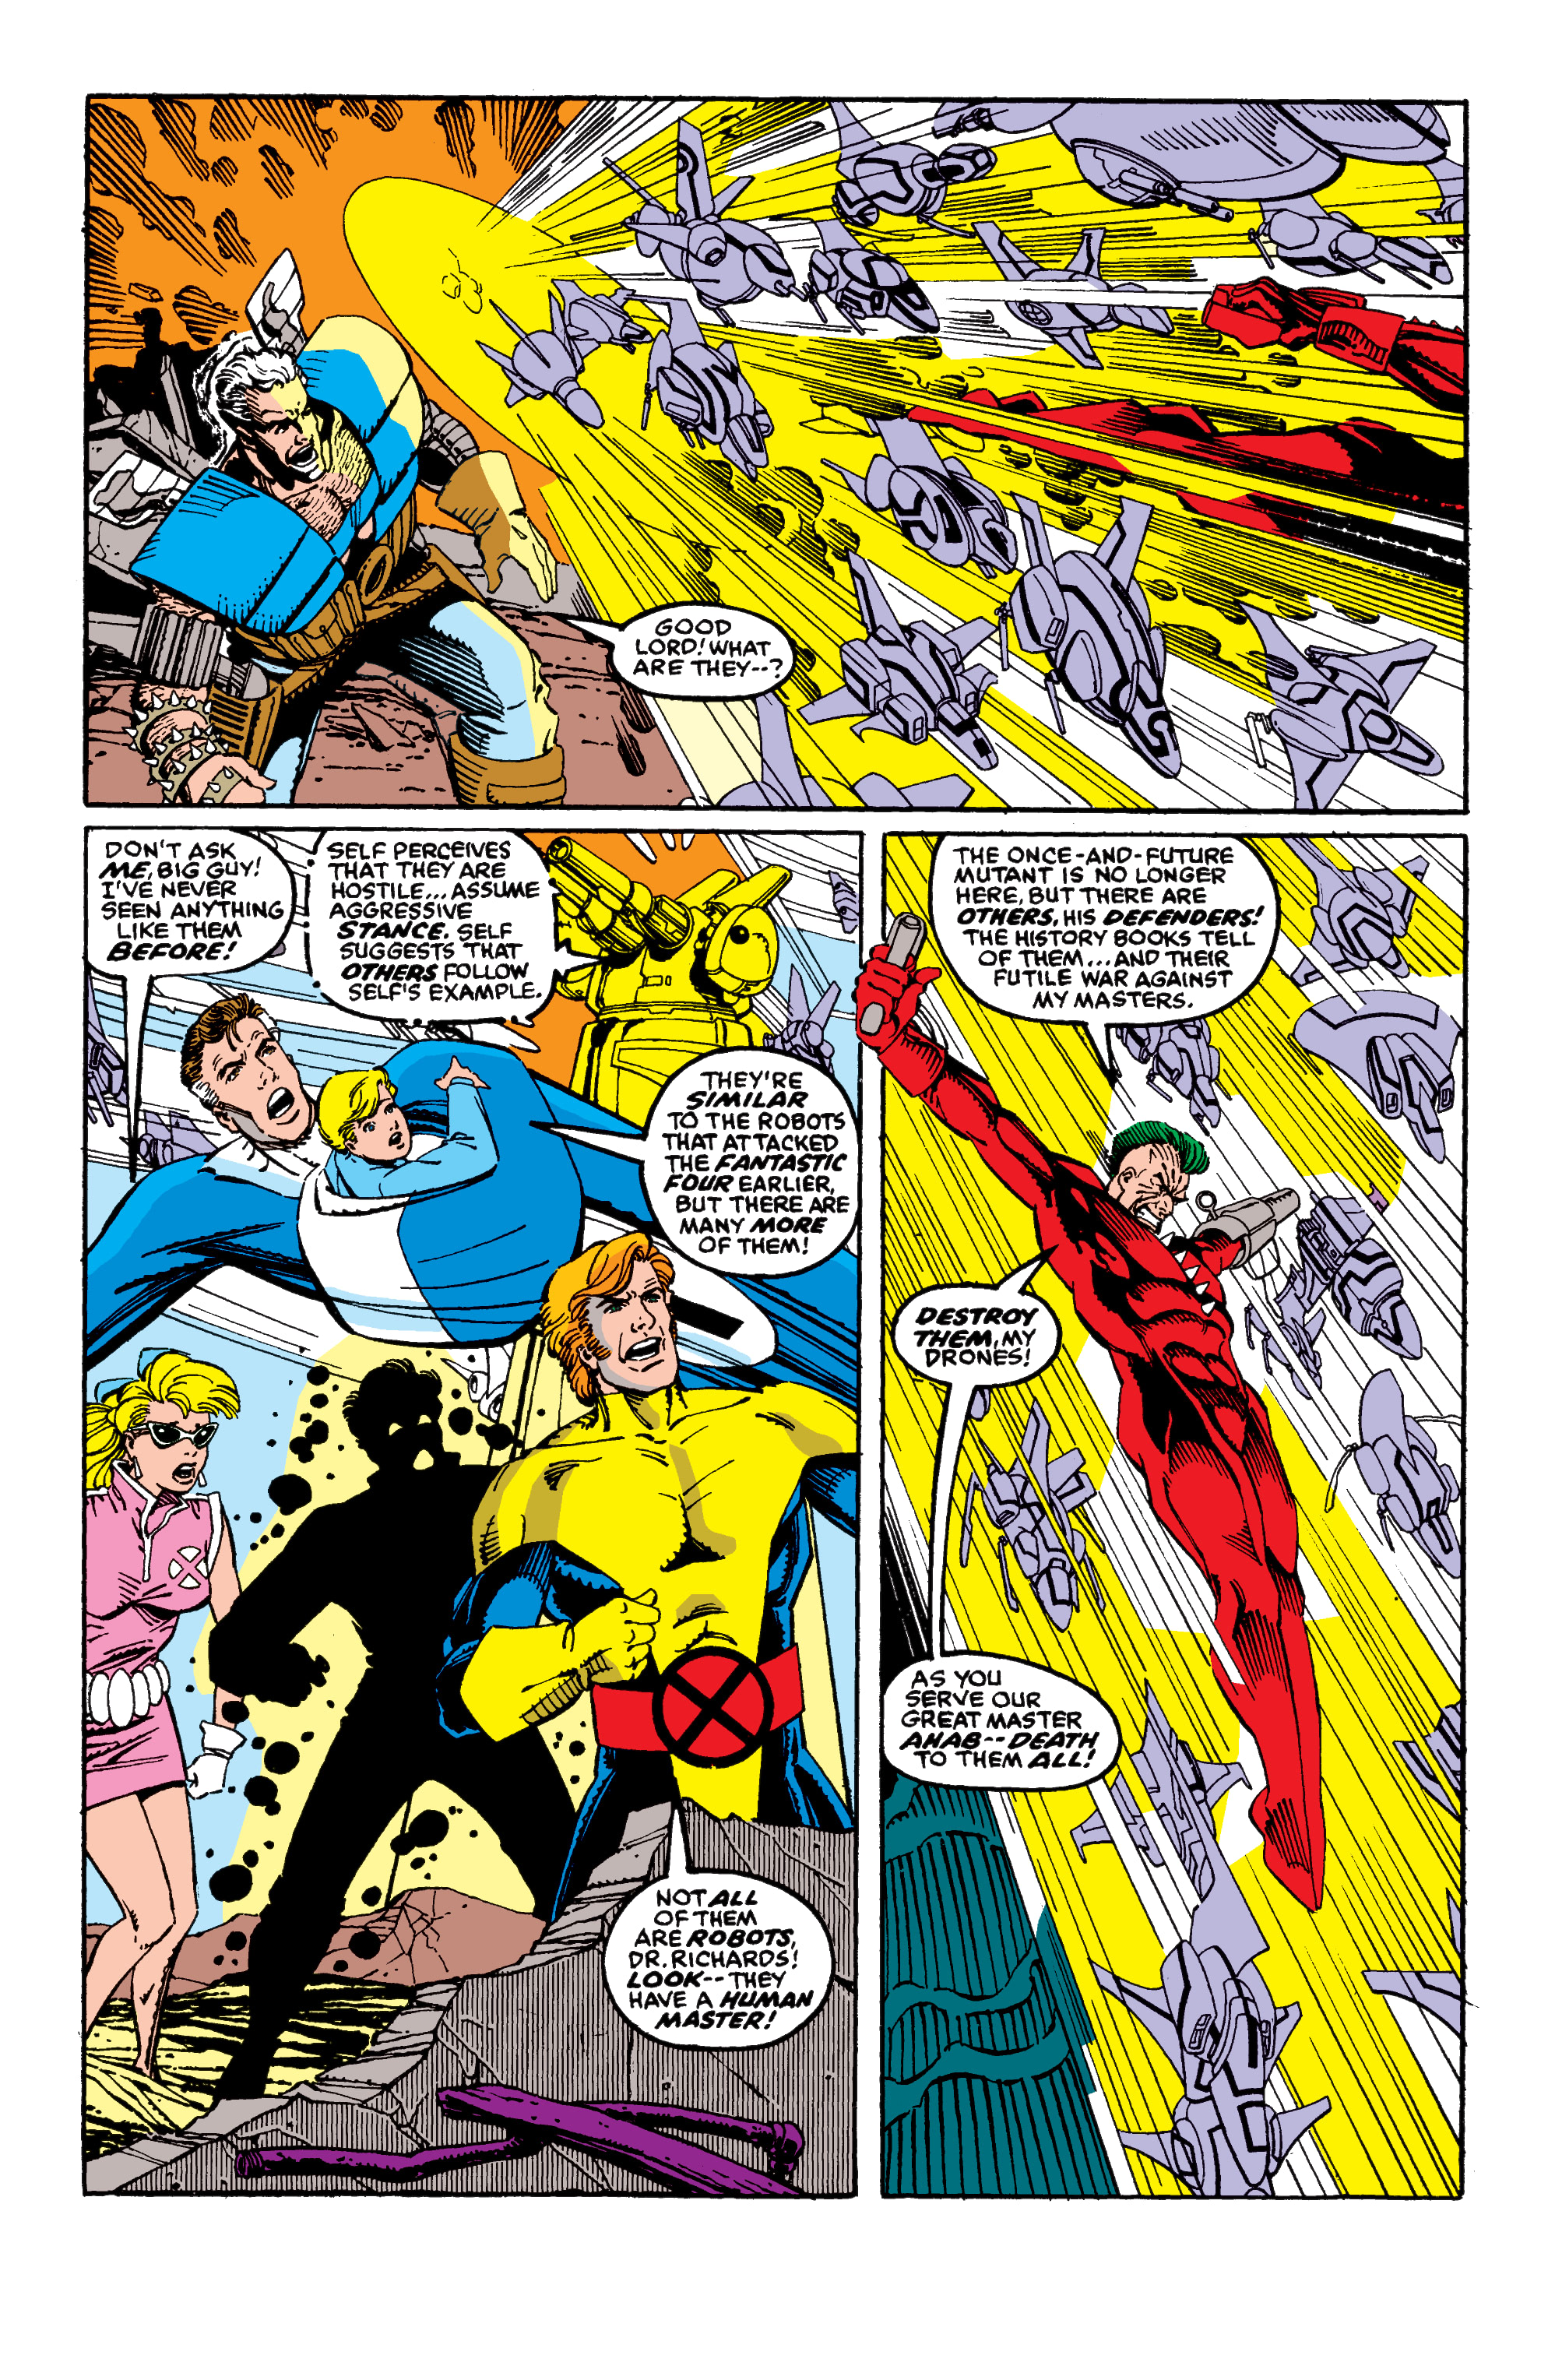 GOOD
LORD! WHAT
ARE THEY--?
DON'T ASK
ME, BIG GUY!
I'VE NEVER
SEEN ANYTHING
LIKE THEM
BEFORE!
SELF PERCEIVES
THAT THEY ARE
HOSTILE... ASSUME
AGGRESSIVE
STANCE. SELF
SUGGESTS THAT
OTHERS FOLLOW
SELF'S EXAMPLE.
THEY'RE
SIMILAR
TO THE ROBOTS
THAT ATTACKED
THE FANTASTIC
FOUR EARLIER,
BUT THERE ARE
MANY MORE
OF THEM!
NOT ALL
OF THEM
ARE ROBOTS,
DR. RICHARDS!
LOOK-- THEY
HAVE A HUMAN
MASTER!
THE ONCE-AND-FUTURE
MUTANT IS NO LONGER
HERE, BUT THERE ARE
OTHERS, HIS DEFENDERS!
THE HISTORY BOOKS TELL
OF THEM... AND THEIR
FUTILE WAR AGAINST
MY MASTERS.
DESTROY
THEM, MY
DRONES!
AS YOU
SERVE OUR
GREAT MASTER
AHAB-- DEATH
TO THEM ALL!